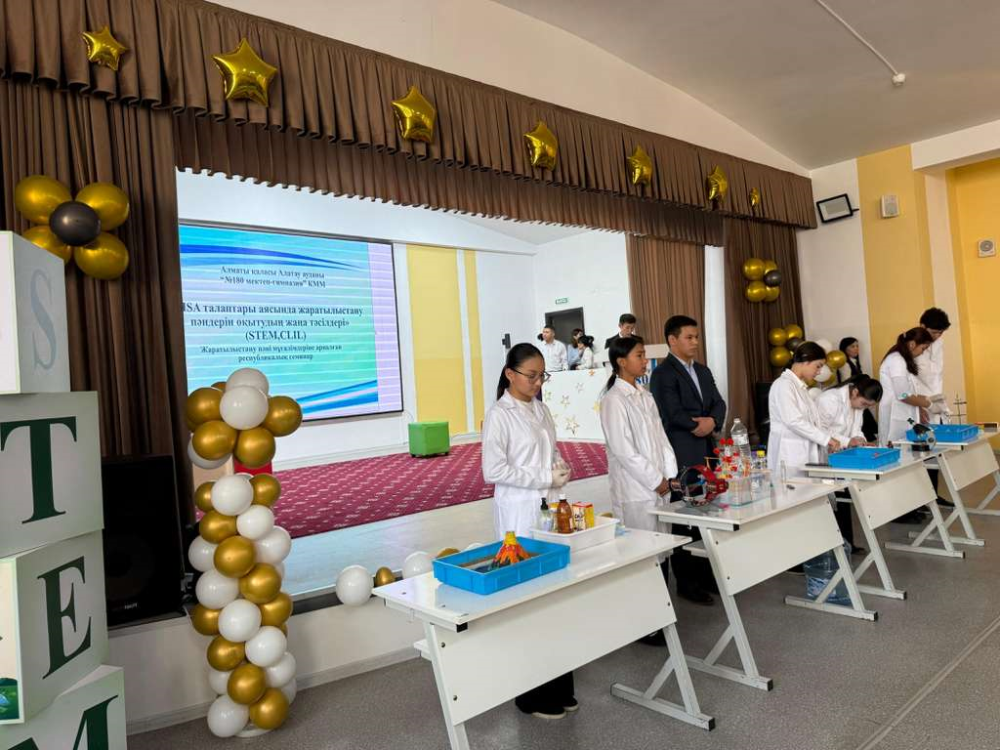 Алматы қаласы Алатау ауданы
"№180 мектеп-гимназия" КММ
PISA талаптары аясында жаратылыстану
пәндерін оқытудың жаңа тәсілдері»
(STEM,CLIL)
Жаратылыстану пәні мұғалімдеріне арналған
республикалық семинар
S
T
E
M